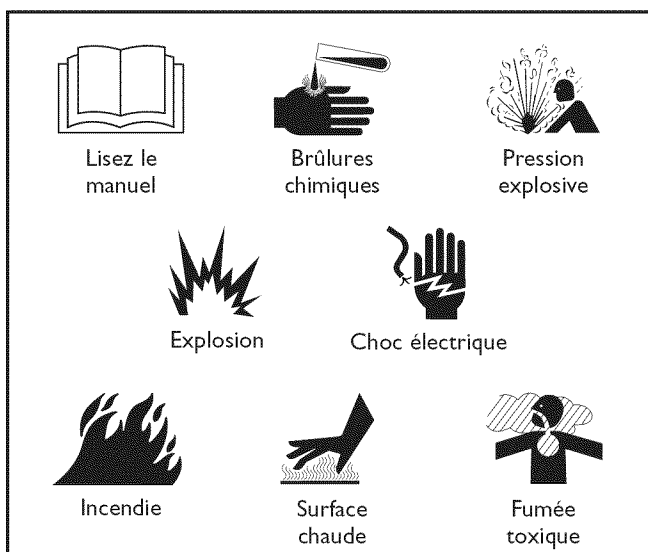 Lisez le
manuel
Brûlures
chimiques
Pression
explosive
Explosion
Choc électrique
Incendie
Surface
chaude
Fumée
toxique